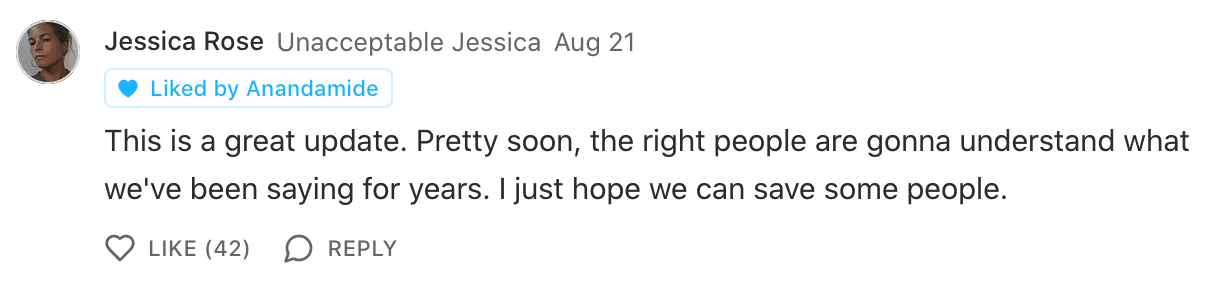 Jessica Rose Unacceptable Jessica Aug 21
Liked by Anandamide
This is a great update. Pretty soon, the right people are gonna understand what
we've been saying for years. I just hope we can save some people.
LIKE (42) REPLY